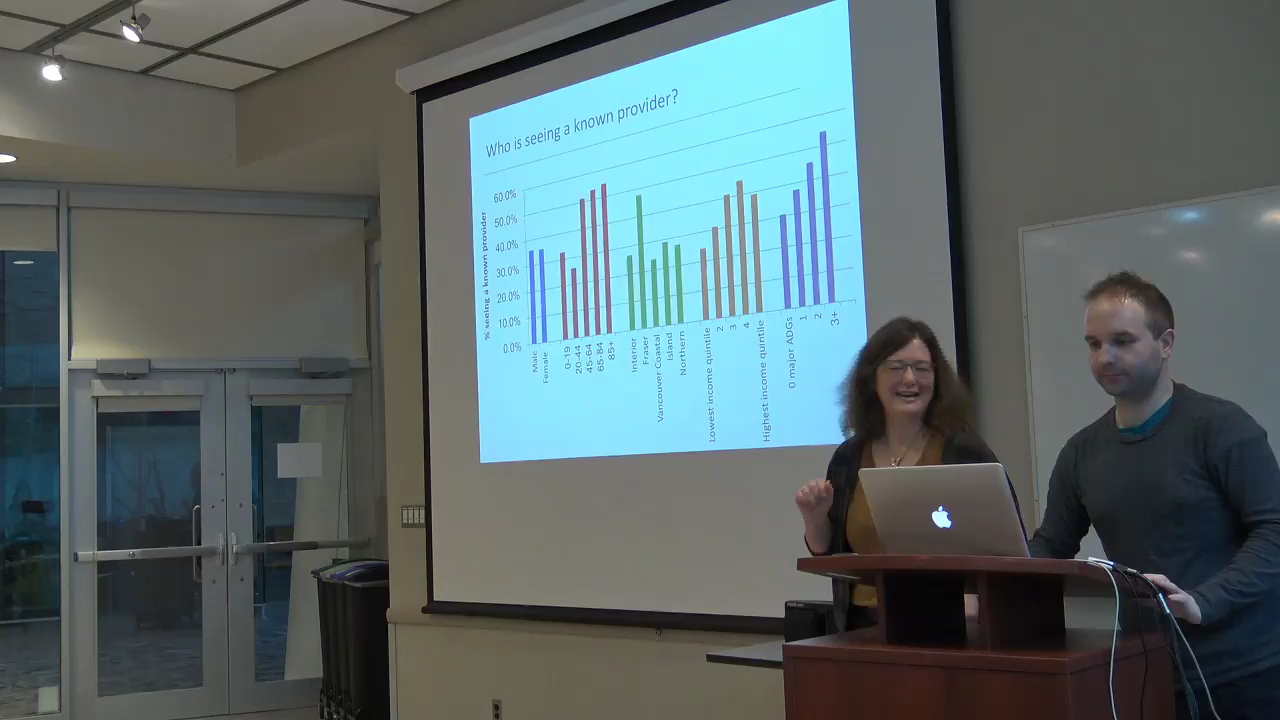 Who is seeing a known provider?
% seeing a known provider
60.0%
50.0%
40.0%
30.0%
20.0%
10.0%
0.0%
Male
Female
0-19
20-44
45-64
65-84
85+
Interior
Fraser
Vancouver Coastal
Island
Northern
Lowest income quintile
2
3
4
Highest income quintile
0 major ADGs
1
2
3+